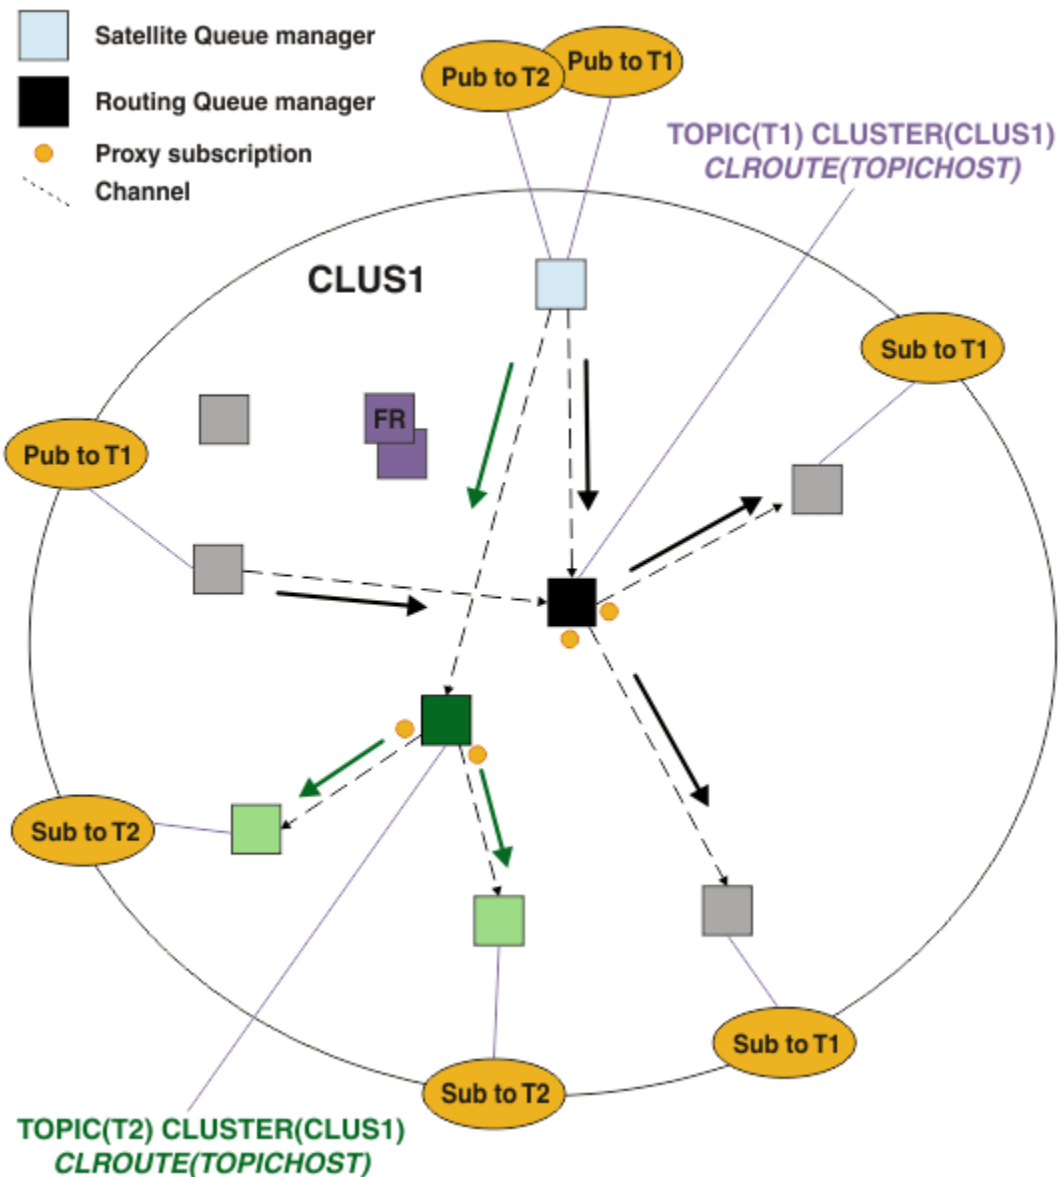 Satellite Queue manager
Routing Queue manager
Proxy subscription
Channel
Pub to T2
Pub to T1
TOPIC(T1) CLUSTER(CLUS1)
CLROUTE(TOPICHOST)
CLUS1
Sub to T1
FR
Pub to T1
Sub to T2
Sub to T1
Sub to T2
TOPIC(T2) CLUSTER(CLUS1)
CLROUTE(TOPICHOST)